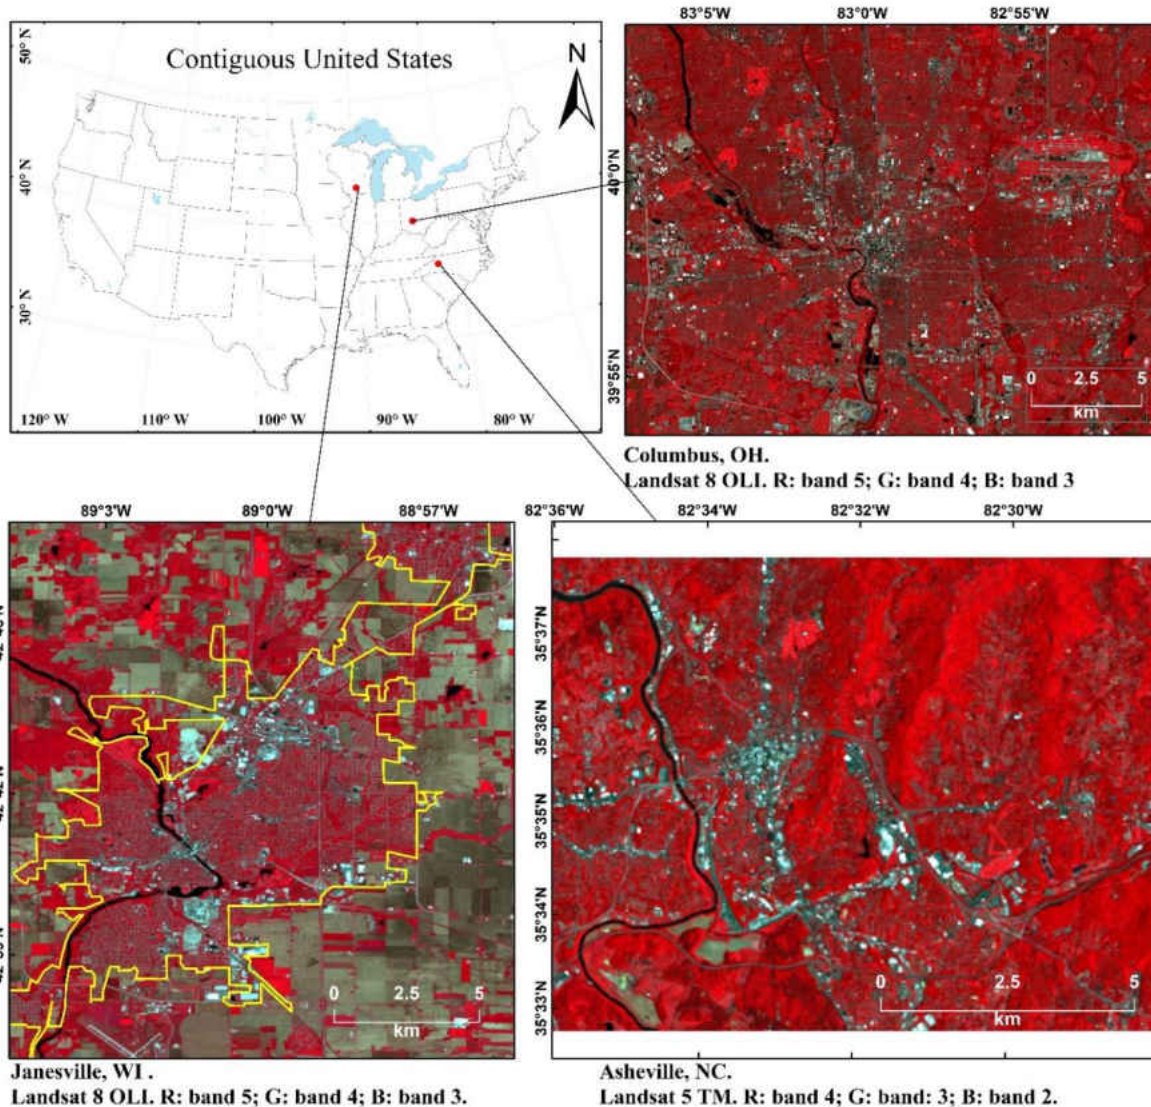 83°5'W 83°0'W 82°55'W
Contiguous United States
N
50° N
40° N
30° N
120° W 110° W 100° W 90° W 80° W
40°0'N
39°55'N
0 2.5 5
km
Columbus, OH.
Landsat 8 OLI. R: band 5; G: band 4; B: band 3
89°3'W 89°0'W 88°57'W
0 2.5 5
km
Janesville, WI .
Landsat 8 OLI. R: band 5; G: band 4; B: band 3.
82°36'W 82°34'W 82°32'W 82°30'W
35°37'N
35°36'N
35°35'N
35°34'N
35°33'N
0 2.5 5
km
Asheville, NC.
Landsat 5 TM. R: band 4; G: band: 3; B: band 2.